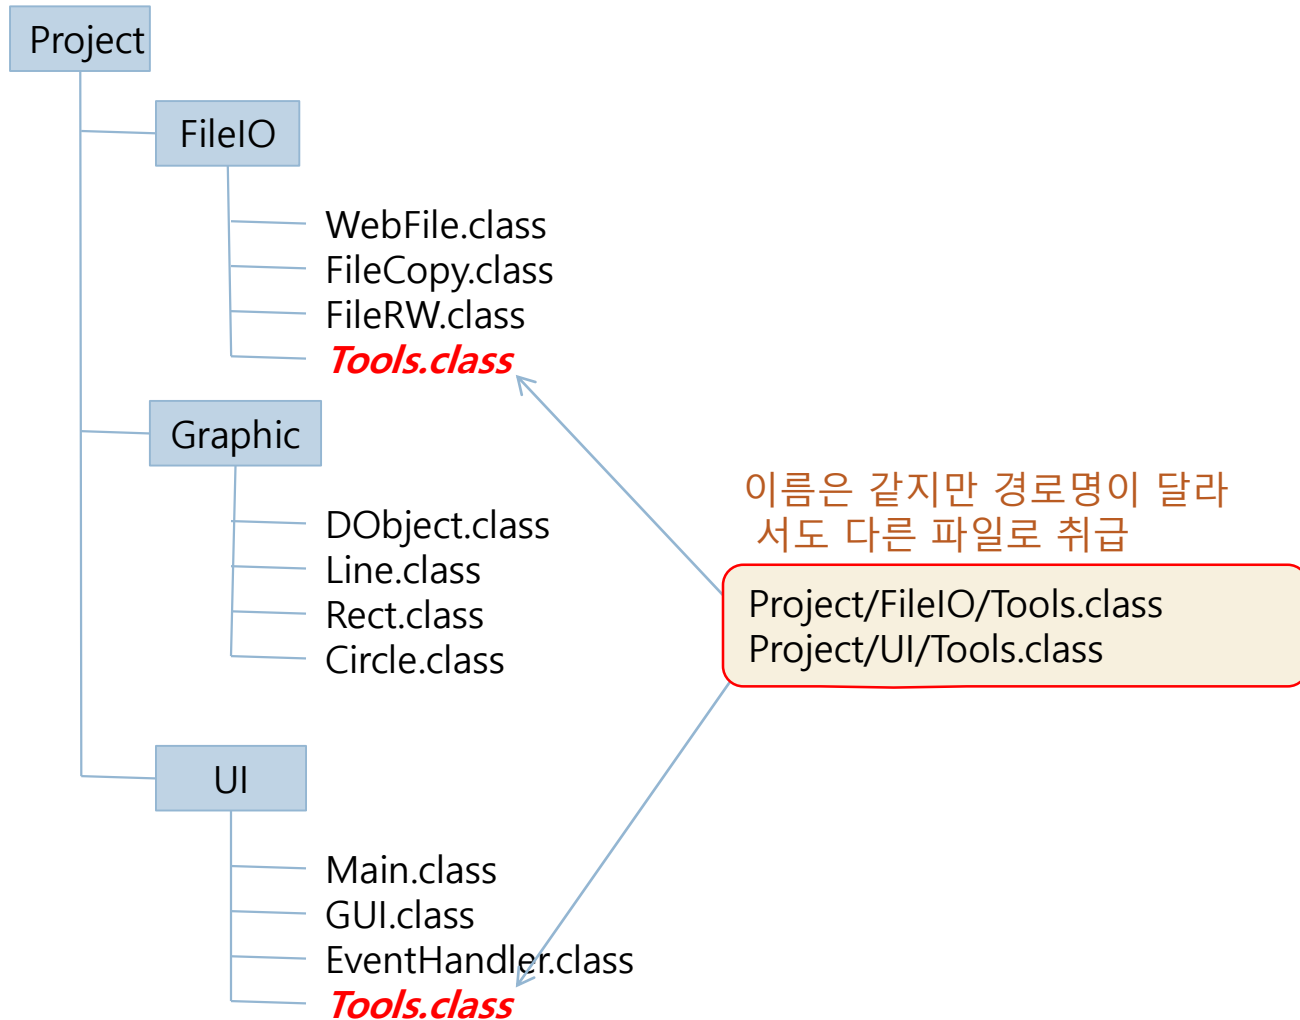 Project
FileIO
WebFile.class
FileCopy.class
FileRW.class
Tools.class
Graphic
DObject.class
Line.class
Rect.class
Circle.class
이름은 같지만 경로명이 달라
서도 다른 파일로 취급
Project/FileIO/Tools.class
Project/UI/Tools.class
UI
Main.class
GUI.class
EventHandler.class
Tools.class